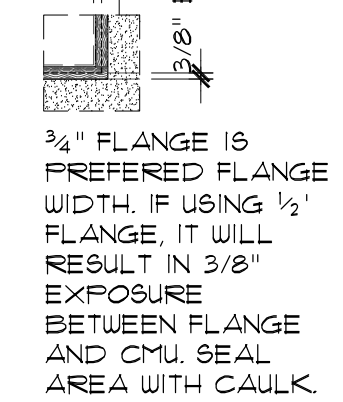 3/8"
¾" FLANGE IS
PREFERED FLANGE
WIDTH. IF USING ½'
FLANGE, IT WILL
RESULT IN 3/8"
EXPOSURE
BETWEEN FLANGE
AND CMU. SEAL
AREA WITH CAULK.